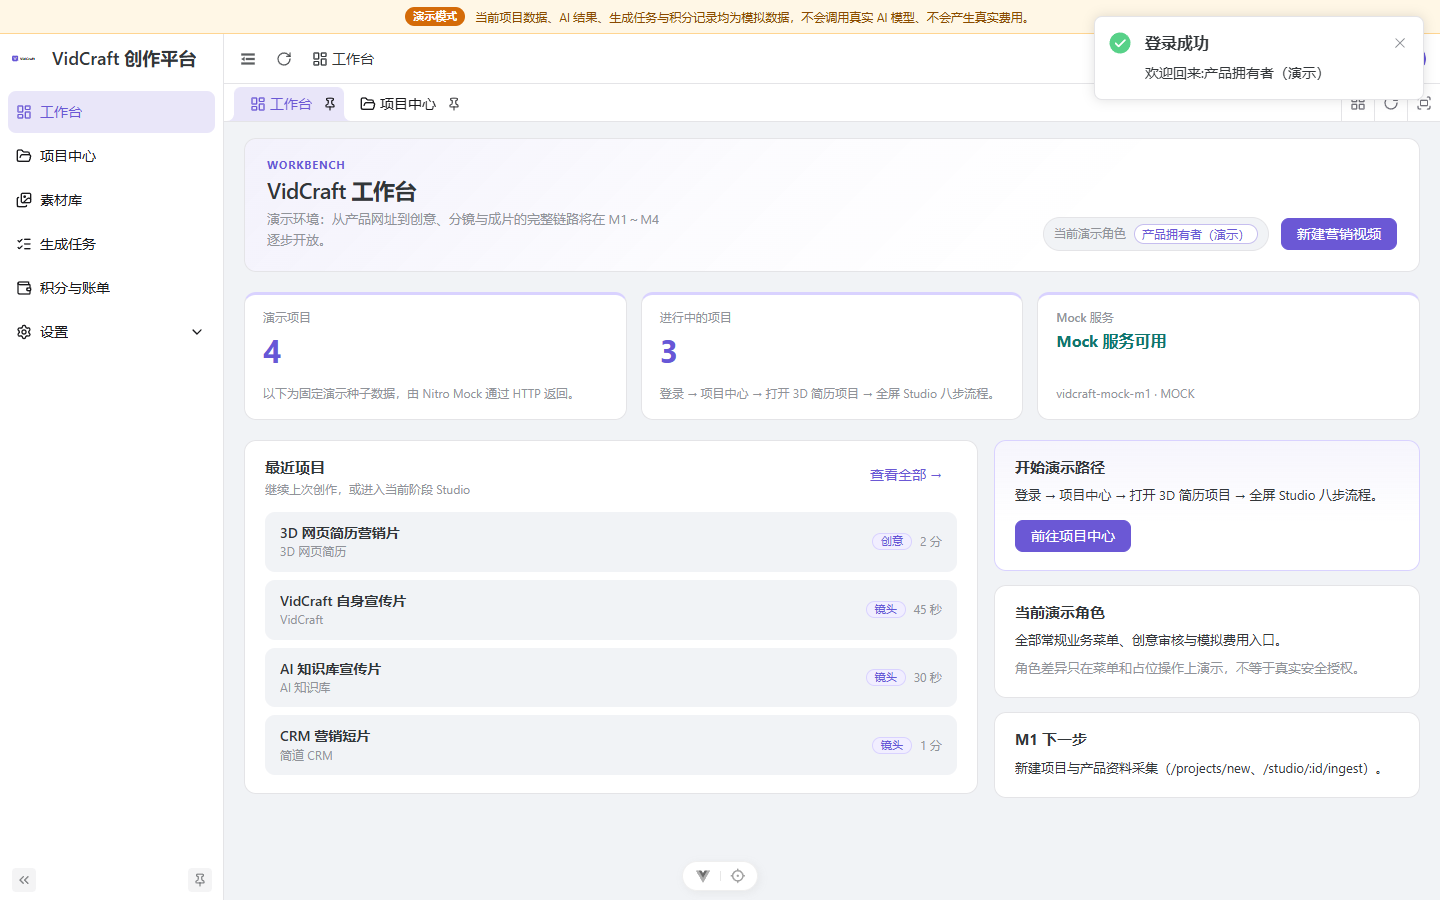 演示模式 当前项目数据、AI 结果、生成任务与积分记录均为模拟数据，不会调用真实 AI 模型、不会产生真实费用。
VidCraft 创作平台
工作台
登录成功
欢迎回来:产品拥有者（演示）
工作台
项目中心
工作台
项目中心
素材库
生成任务
积分与账单
设置
WORKBENCH
VidCraft 工作台
演示环境：从产品网址到创意、分镜与成片的完整链路将在 M1～M4
逐步开放。
当前演示角色 产品拥有者（演示）
新建营销视频
演示项目
4
以下为固定演示种子数据，由 Nitro Mock 通过 HTTP 返回。
进行中的项目
3
登录 → 项目中心 → 打开 3D 简历项目 → 全屏 Studio 八步流程。
Mock 服务
Mock 服务可用
vidcraft-mock-m1 · MOCK
最近项目
继续上次创作，或进入当前阶段 Studio
查看全部 →
3D 网页简历营销片
3D 网页简历
创意 2 分
VidCraft 自身宣传片
VidCraft
镜头 45 秒
AI 知识库宣传片
AI 知识库
镜头 30 秒
CRM 营销短片
简道 CRM
镜头 1 分
开始演示路径
登录 → 项目中心 → 打开 3D 简历项目 → 全屏 Studio 八步流程。
前往项目中心
当前演示角色
全部常规业务菜单、创意审核与模拟费用入口。
角色差异只在菜单和占位操作上演示，不等于真实安全授权。
M1 下一步
新建项目与产品资料采集（/projects/new、/studio/:id/ingest）。